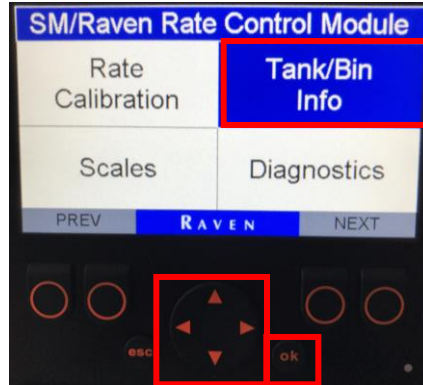 SM/Raven Rate Control Module
Rate
Calibration
Tank/Bin
Info
Scales
Diagnostics
PREV
RAVEN
NEXT
esc
ok